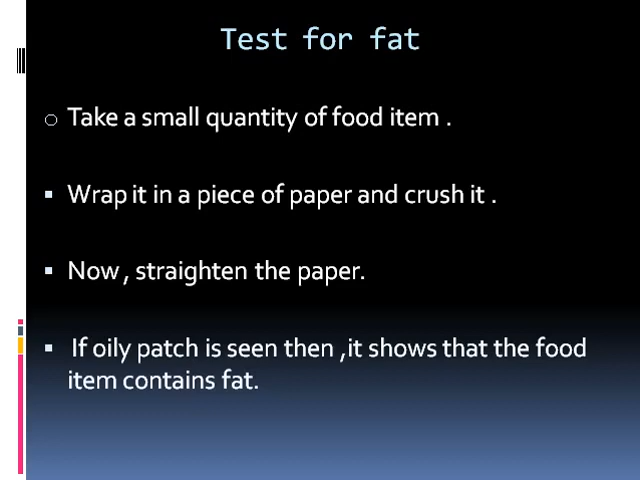 Test for fat
o Take a small quantity of food item .
▪ Wrap it in a piece of paper and crush it .
▪ Now , straighten the paper.
▪ If oily patch is seen then ,it shows that the food
item contains fat.